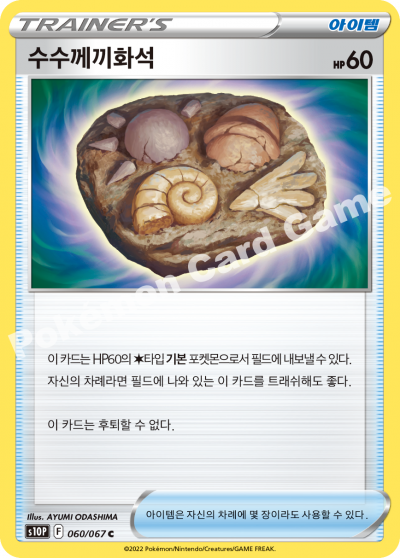 TRAINER'S
아이템
수수께끼화석
HP60
이 카드는 HP60의 타입 기본 포켓몬으로서 필드에 내보낼 수 있다.
자신의 차례라면 필드에 나와 있는 이 카드를 트래쉬해도 좋다.
이 카드는 후퇴할 수 없다.
Pokémon Card Game
Illus. AYUMI ODASHIMA
s10P F 060/067 C
아이템은 자신의 차례에 몇 장이라도 사용할 수 있다.
©2022 Pokémon/Nintendo/Creatures/GAME FREAK.